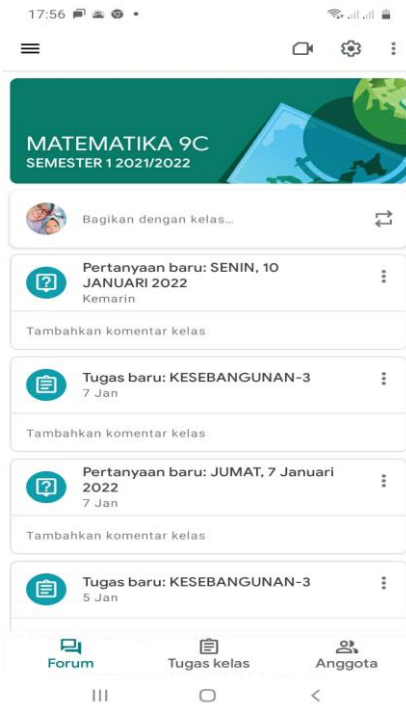 17:56
MATEMATIKA 9C
SEMESTER 1 2021/2022
Bagikan dengan kelas...
Pertanyaan baru: SENIN, 10
JANUARI 2022
Kemarin
Tambahkan komentar kelas
Tugas baru: KESEBANGUNAN-3
7 Jan
Tambahkan komentar kelas
Pertanyaan baru: JUMAT, 7 Januari
2022
7 Jan
Tambahkan komentar kelas
Tugas baru: KESEBANGUNAN-3
5 Jan
Forum
Tugas kelas
Anggota